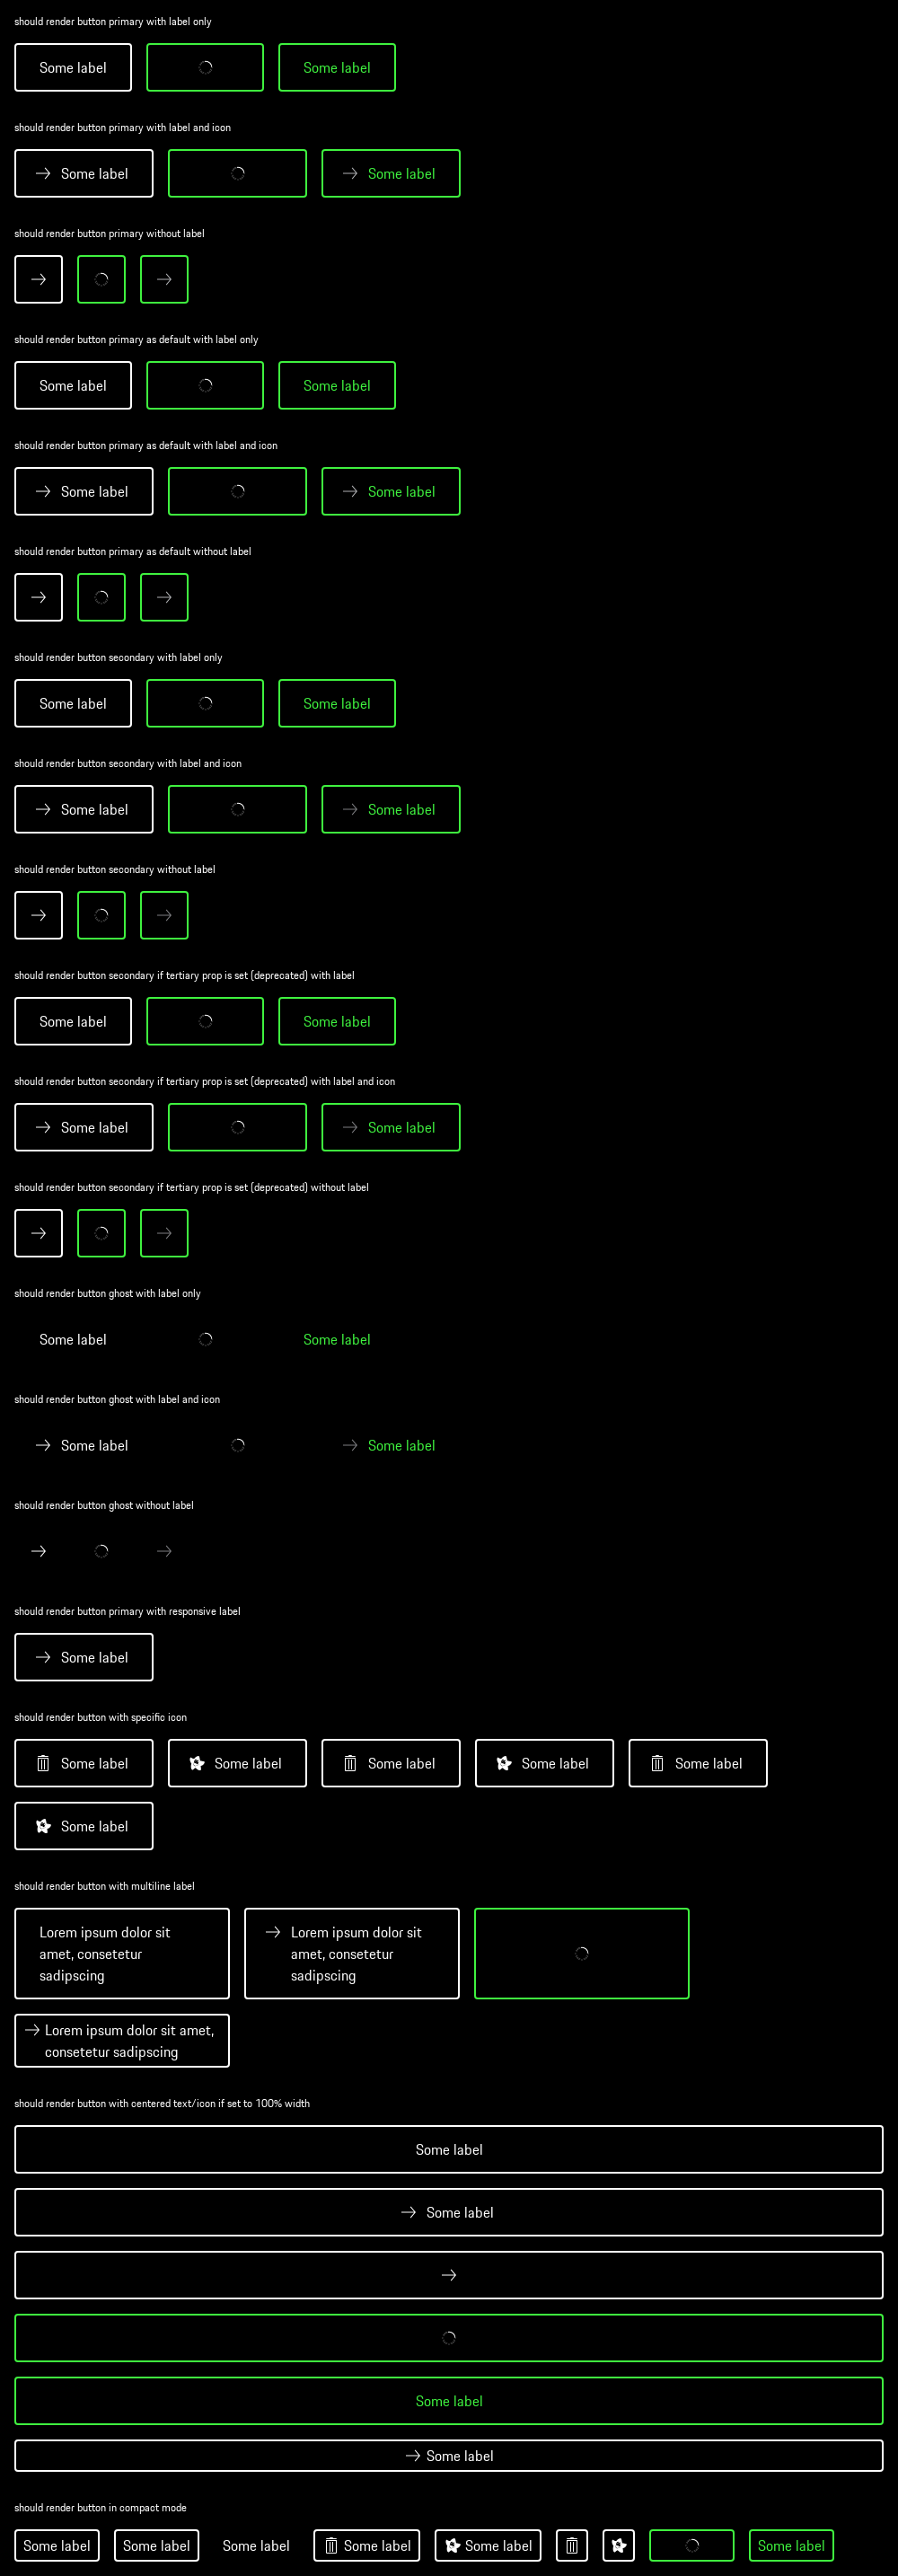 should render button primary with label only
Some label Some label
should render button primary with label and icon
Some label Some label
should render button primary without label
should render button primary as default with label only
Some label Some label
should render button primary as default with label and icon
Some label Some label
should render button primary as default without label
should render button secondary with label only
Some label Some label
should render button secondary with label and icon
Some label Some label
should render button secondary without label
should render button secondary if tertiary prop is set (deprecated) with label
Some label Some label
should render button secondary if tertiary prop is set (deprecated) with label and icon
Some label Some label
should render button secondary if tertiary prop is set (deprecated) without label
should render button ghost with label only
Some label Some label
should render button ghost with label and icon
Some label Some label
should render button ghost without label
should render button primary with responsive label
Some label
should render button with specific icon
Some label Some label Some label Some label Some label
Some label
should render button with multiline label
Lorem ipsum dolor sit
amet, consetetur
sadipscing
Lorem ipsum dolor sit
amet, consetetur
sadipscing
Lorem ipsum dolor sit amet,
consetetur sadipscing
should render button with centered text/icon if set to 100% width
Some label
Some label
Some label
Some label
should render button in compact mode
Some label Some label Some label Some label Some label Some label